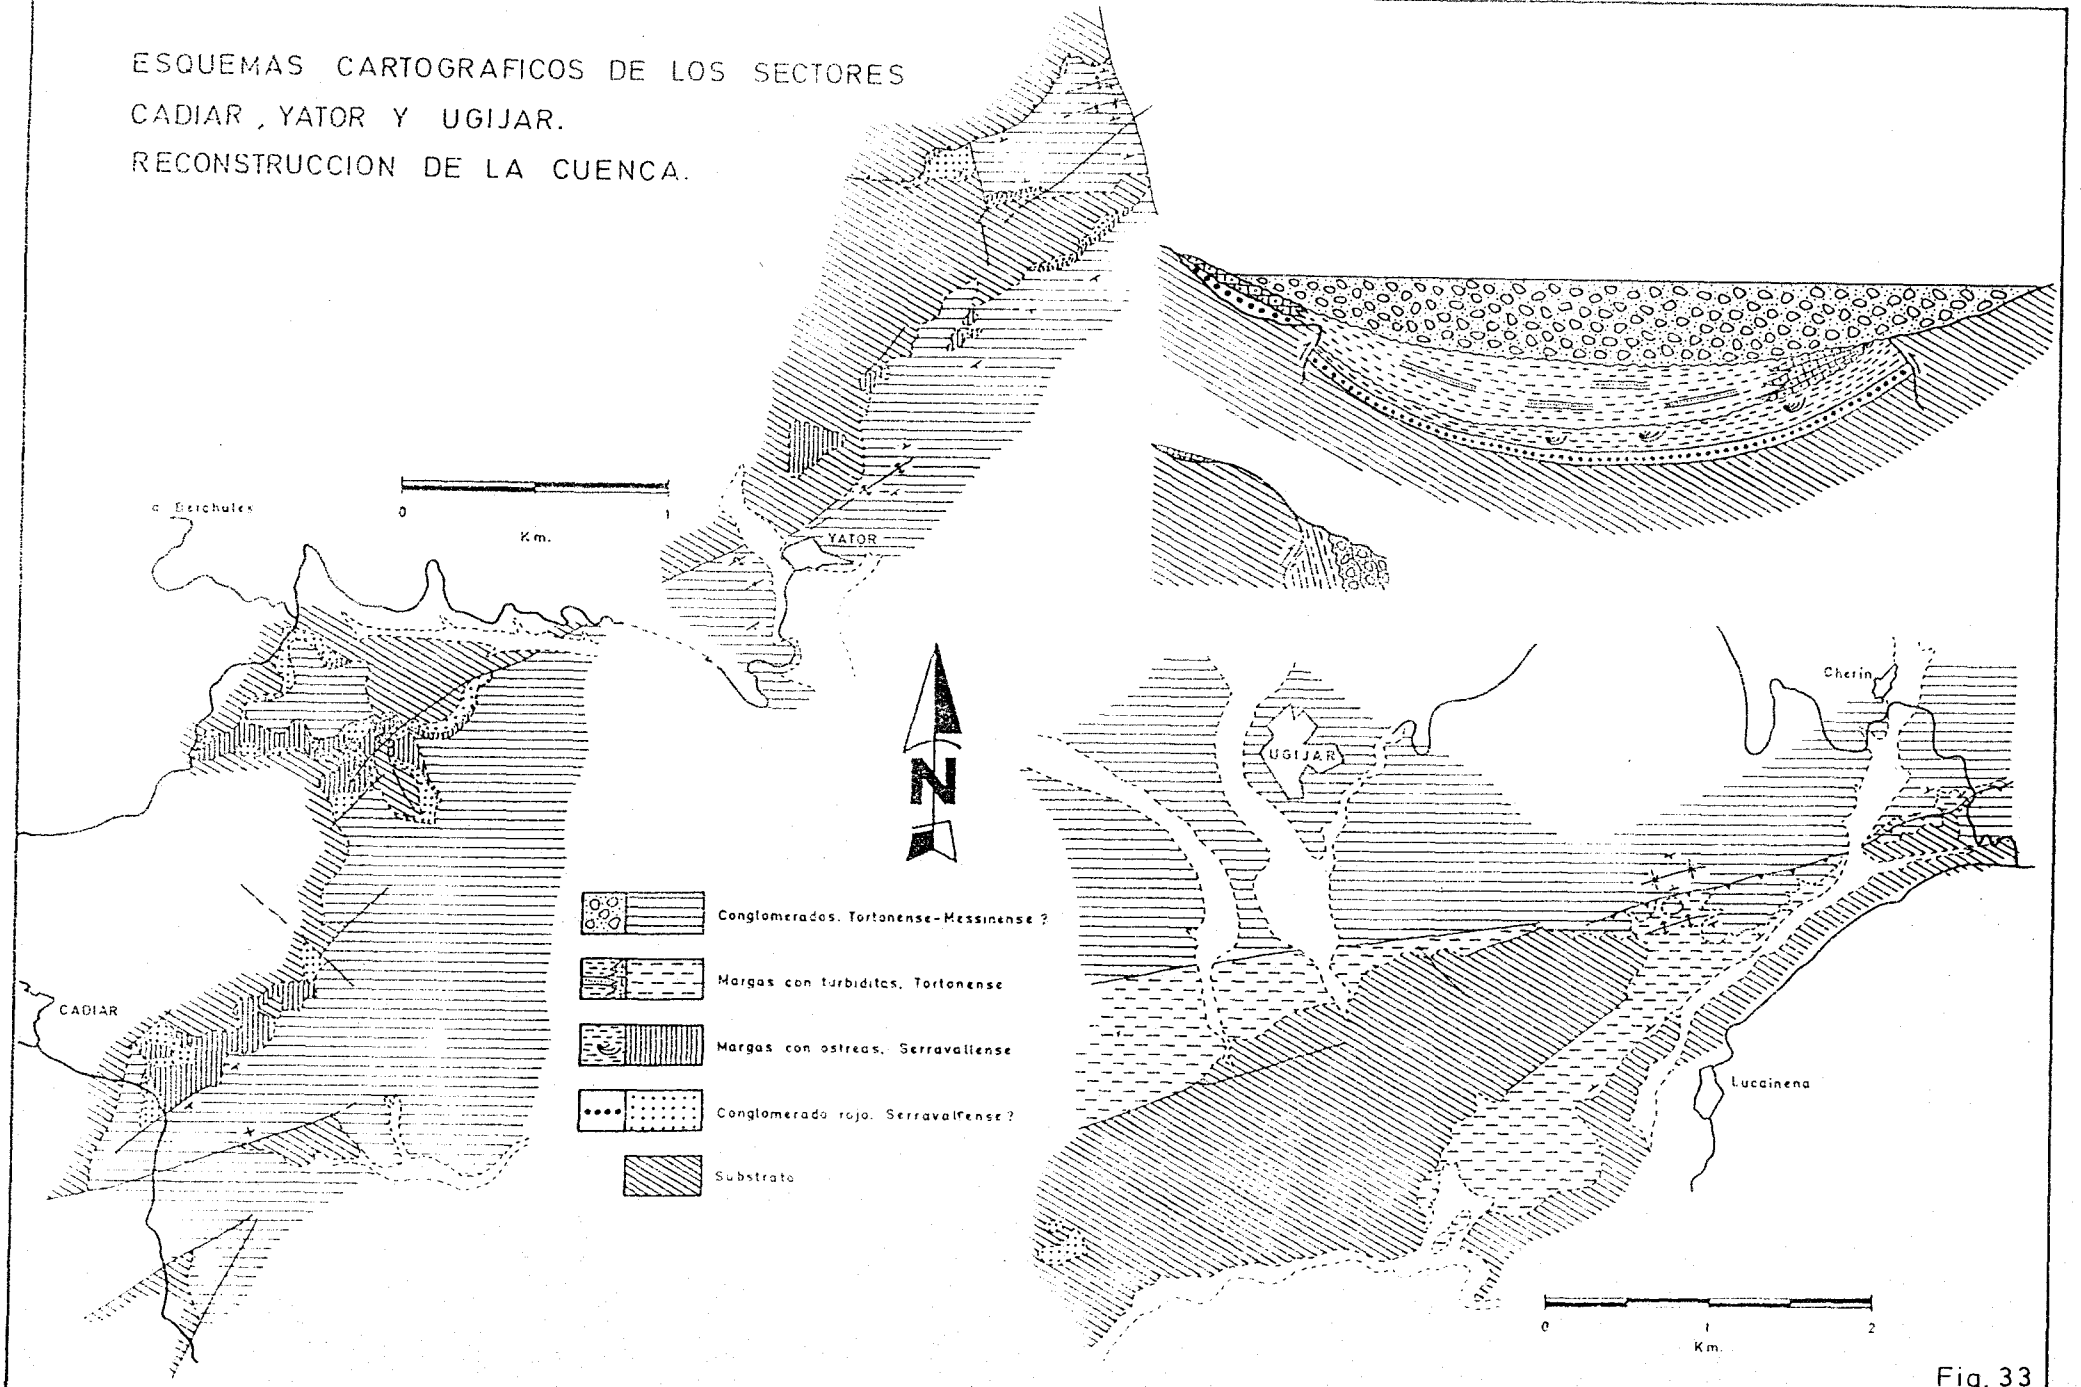 ESQUEMAS CARTOGRAFICOS DE LOS SECTORES
CADIAR, YATOR Y UGIJAR.
RECONSTRUCCION DE LA CUENCA.
a Berchules
0 1
Km.
YATOR
Cherin
UGIJAR
N
Conglomerados. Tortonense-Messinense ?
Margas con turbiditas. Tortonense
CADIAR
Margas con ostreas. Serravallense
Lucainena
Conglomerado rojo. Serravallense ?
Substrato
0 1 2
Km.
Fig. 33